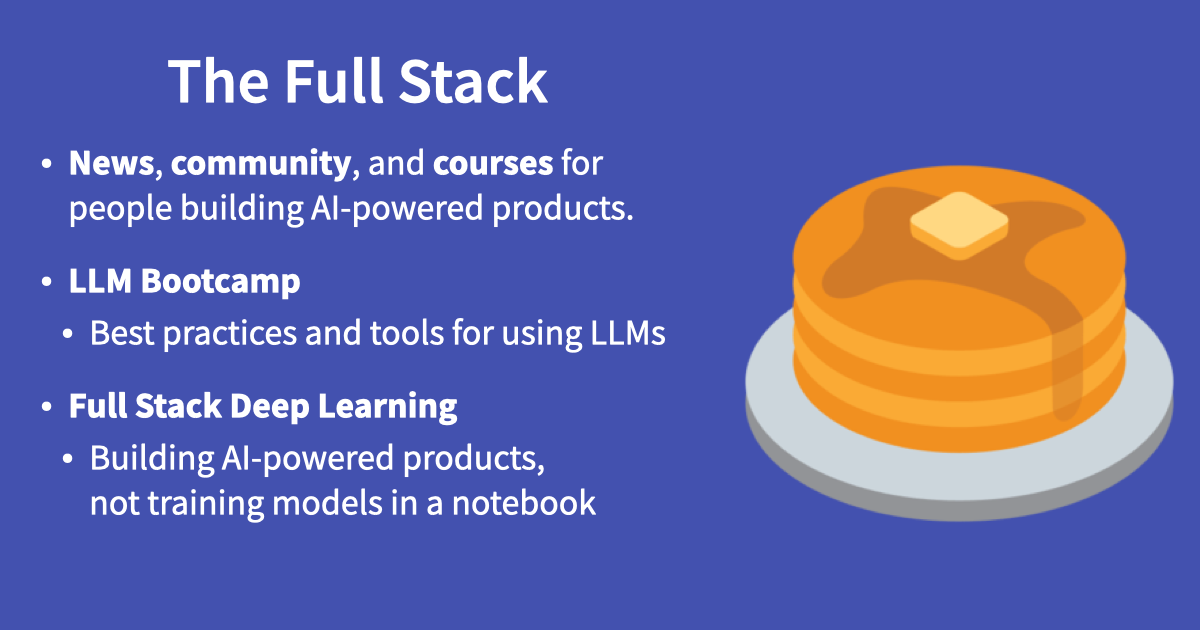 The Full Stack
• News, community, and courses for
people building AI-powered products.
• LLM Bootcamp
• Best practices and tools for using LLMs
• Full Stack Deep Learning
• Building AI-powered products,
not training models in a notebook